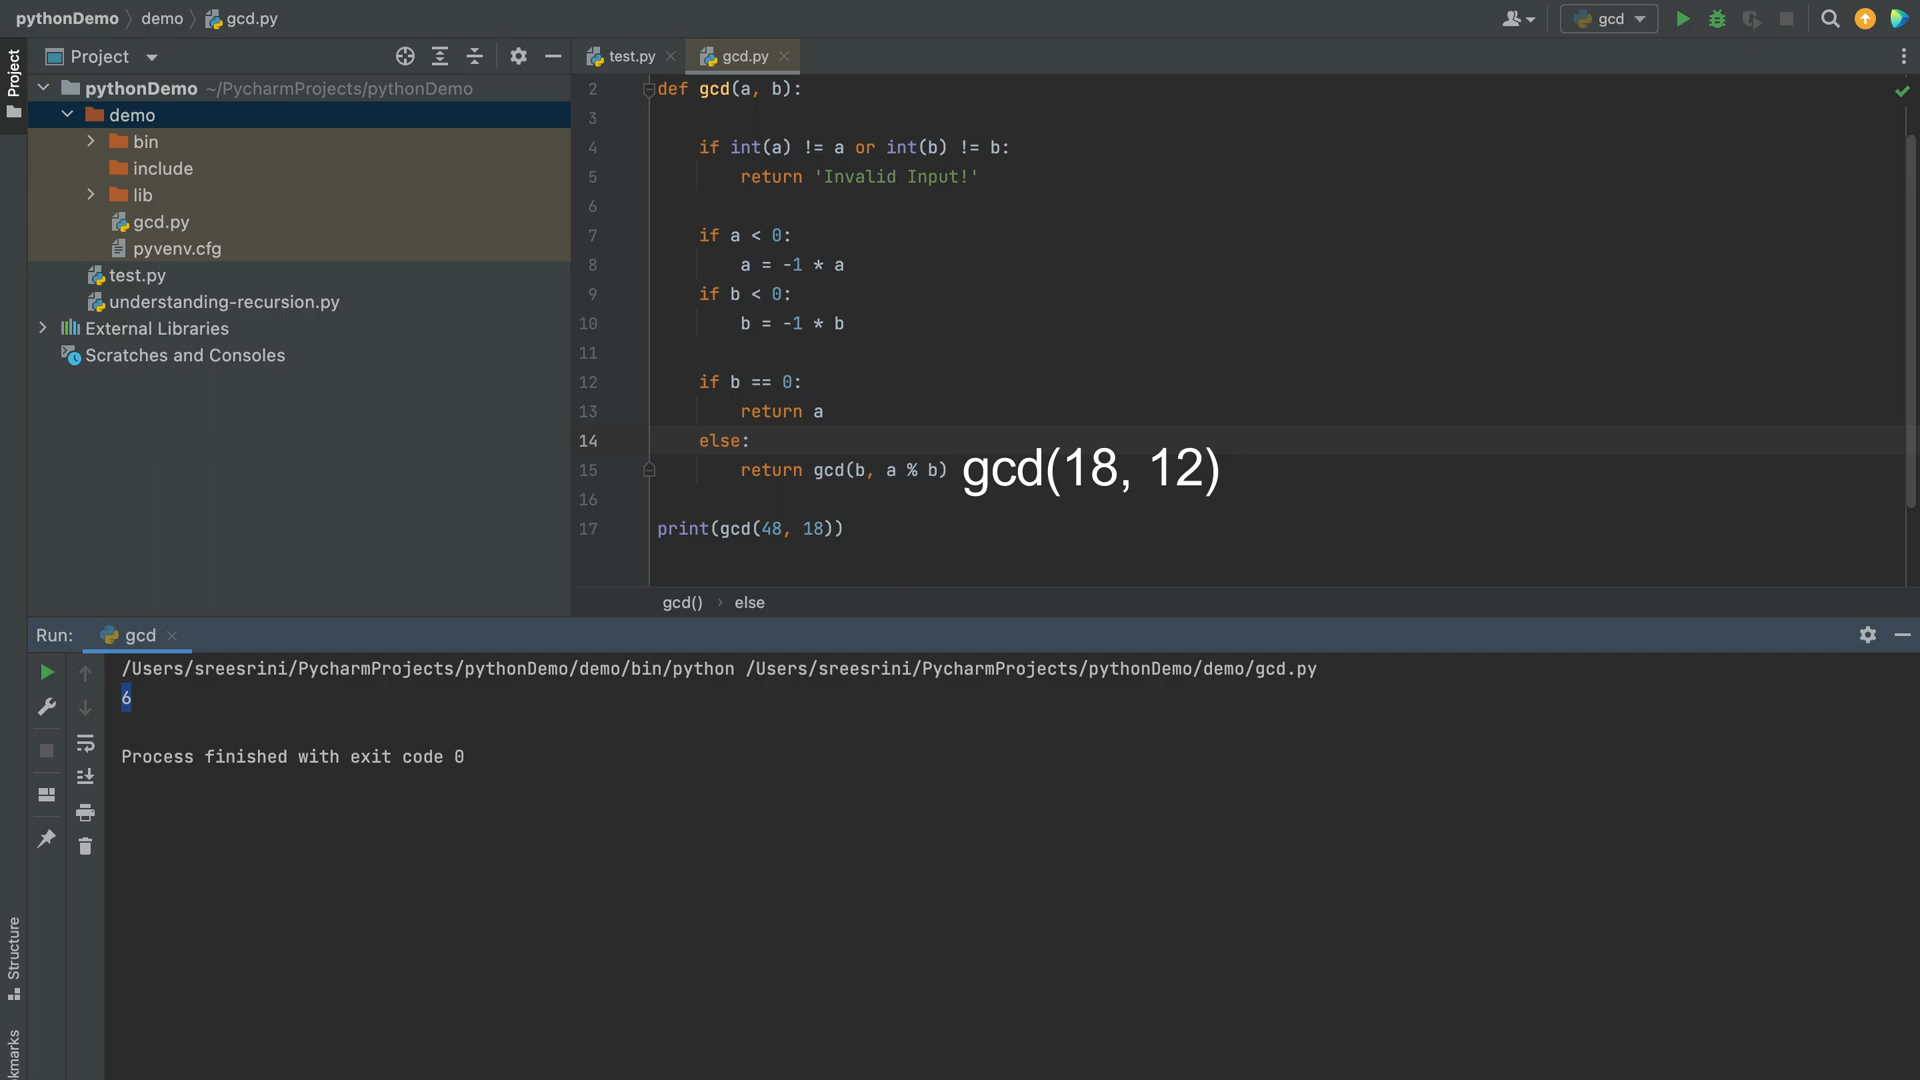 pythonDemo demo gcd.py gcd
Project
Project
test.py gcd.py
pythonDemo ~/PycharmProjects/pythonDemo
demo
bin
include
lib
gcd.py
pyvenv.cfg
test.py
understanding-recursion.py
External Libraries
Scratches and Consoles
2 def gcd(a, b):
3
4 if int(a) != a or int(b) != b:
5 return 'Invalid Input!'
6
7 if a < 0:
8 a = -1 * a
9 if b < 0:
10 b = -1 * b
11
12 if b == 0:
13 return a
14 else:
15 return gcd(b, a % b) gcd(18, 12)
16
17 print(gcd(48, 18))
gcd() › else
Run: gcd
/Users/sreesrini/PycharmProjects/pythonDemo/demo/bin/python /Users/sreesrini/PycharmProjects/pythonDemo/demo/gcd.py
6
Process finished with exit code 0
Structure